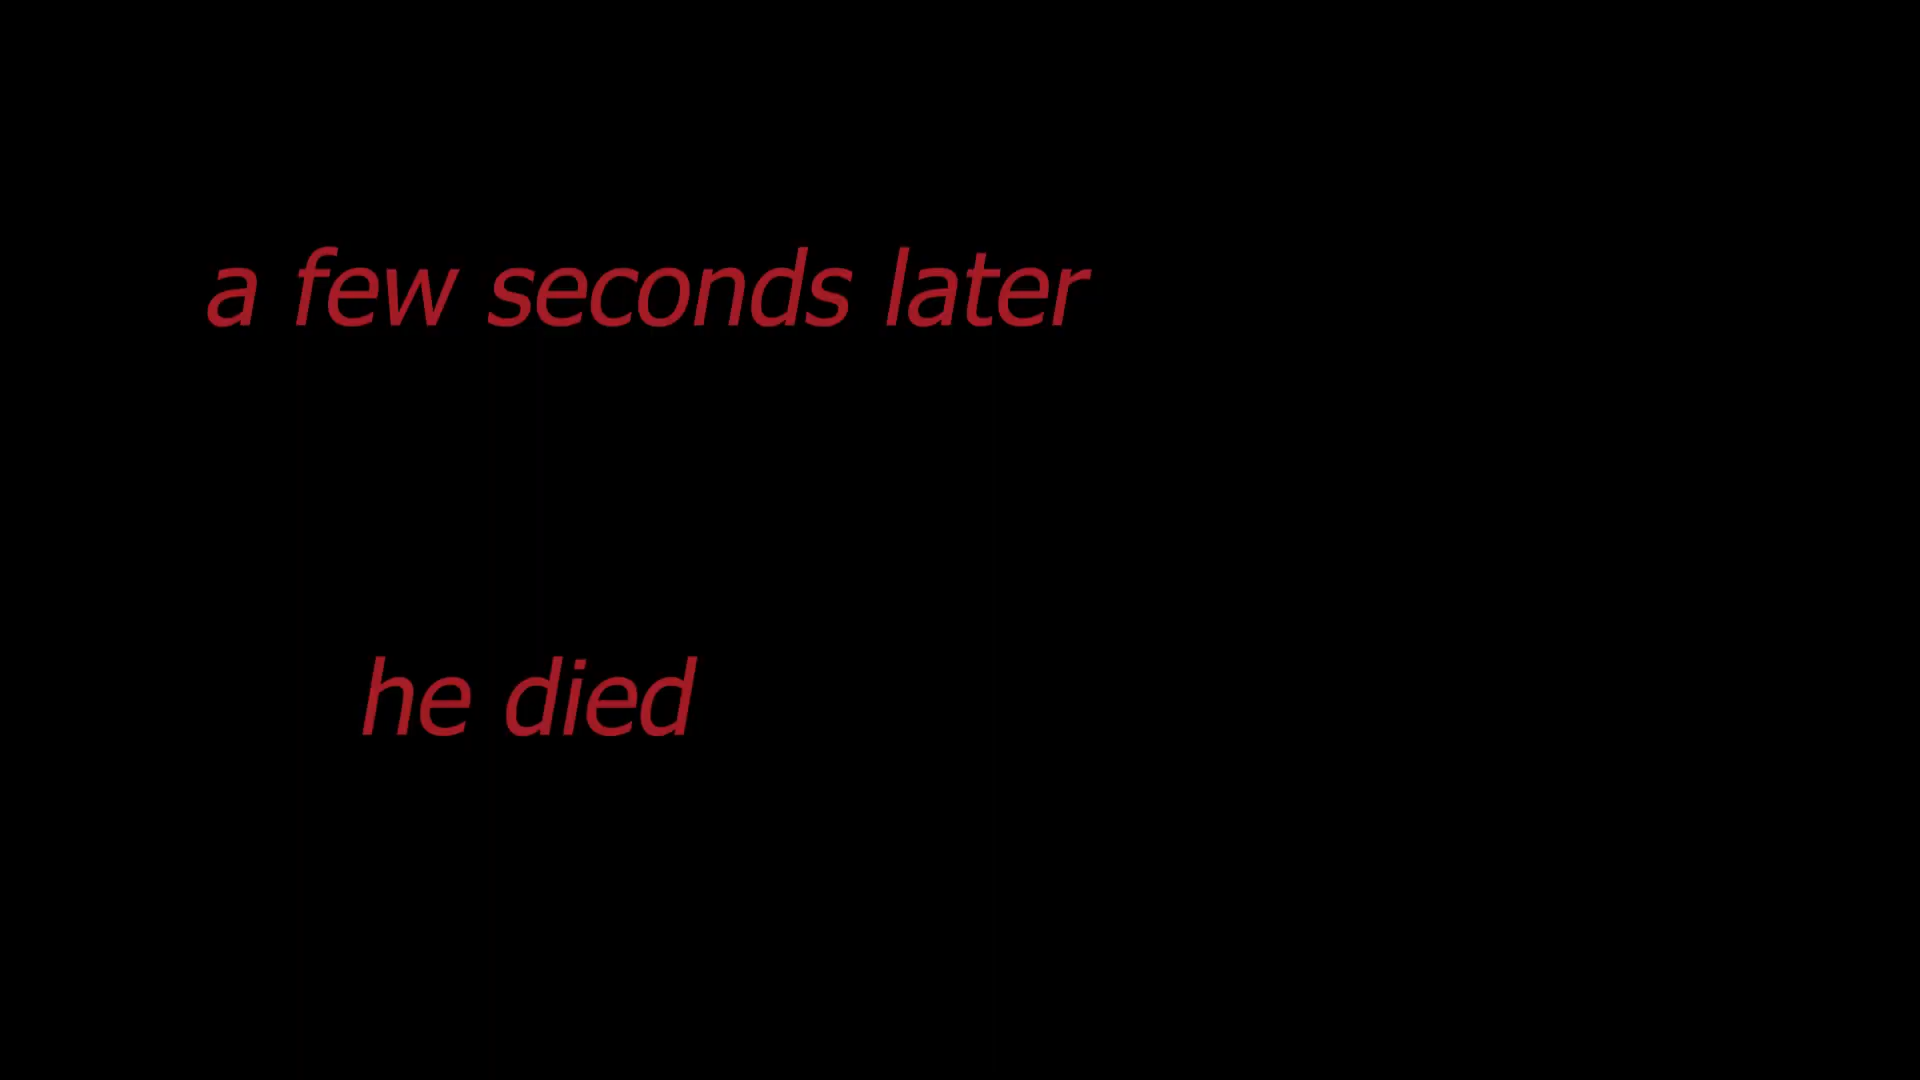 a few seconds later
he died